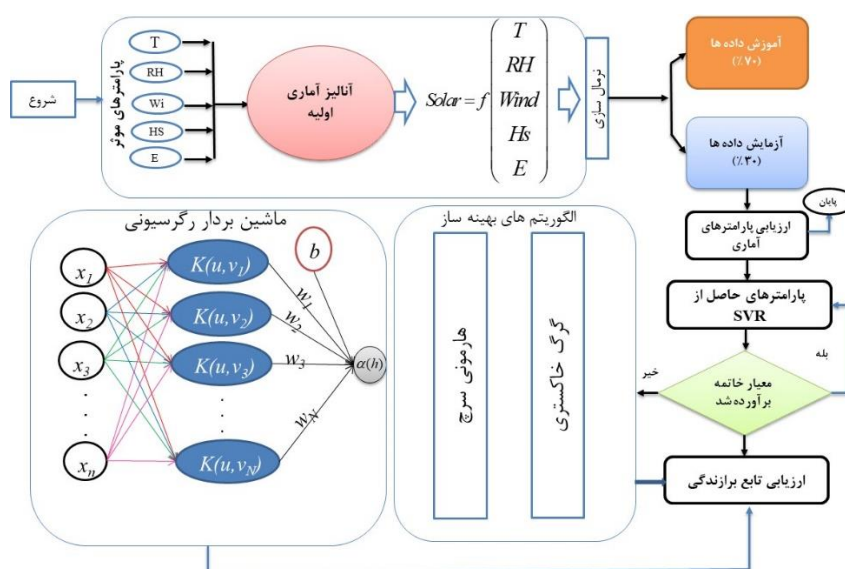 شروع
پارامترهای موثر
T
RH
Wi
HS
E
آنالیز آماری
اولیه
Solar = f
T
RH
Wind
Hs
E
نرمال سازی
آموزش داده ها
(٪۷۰)
آزمایش داده ها
(٪۳۰)
پایان
ارزیابی پارامترهای
آماری
پارامترهای حاصل از
SVR
بله
خیر
معیار خاتمه
برآورده شد
ارزیابی تابع برازندگی
الگوریتم های بهینه ساز
هارمونی سرچ
گرگ خاکستری
ماشین بردار رگرسیونی
x1
x2
x3
xn
K(u,v1)
K(u,v2)
K(u,v3)
K(u,vN)
b
w1
w2
w3
wN
α(h)